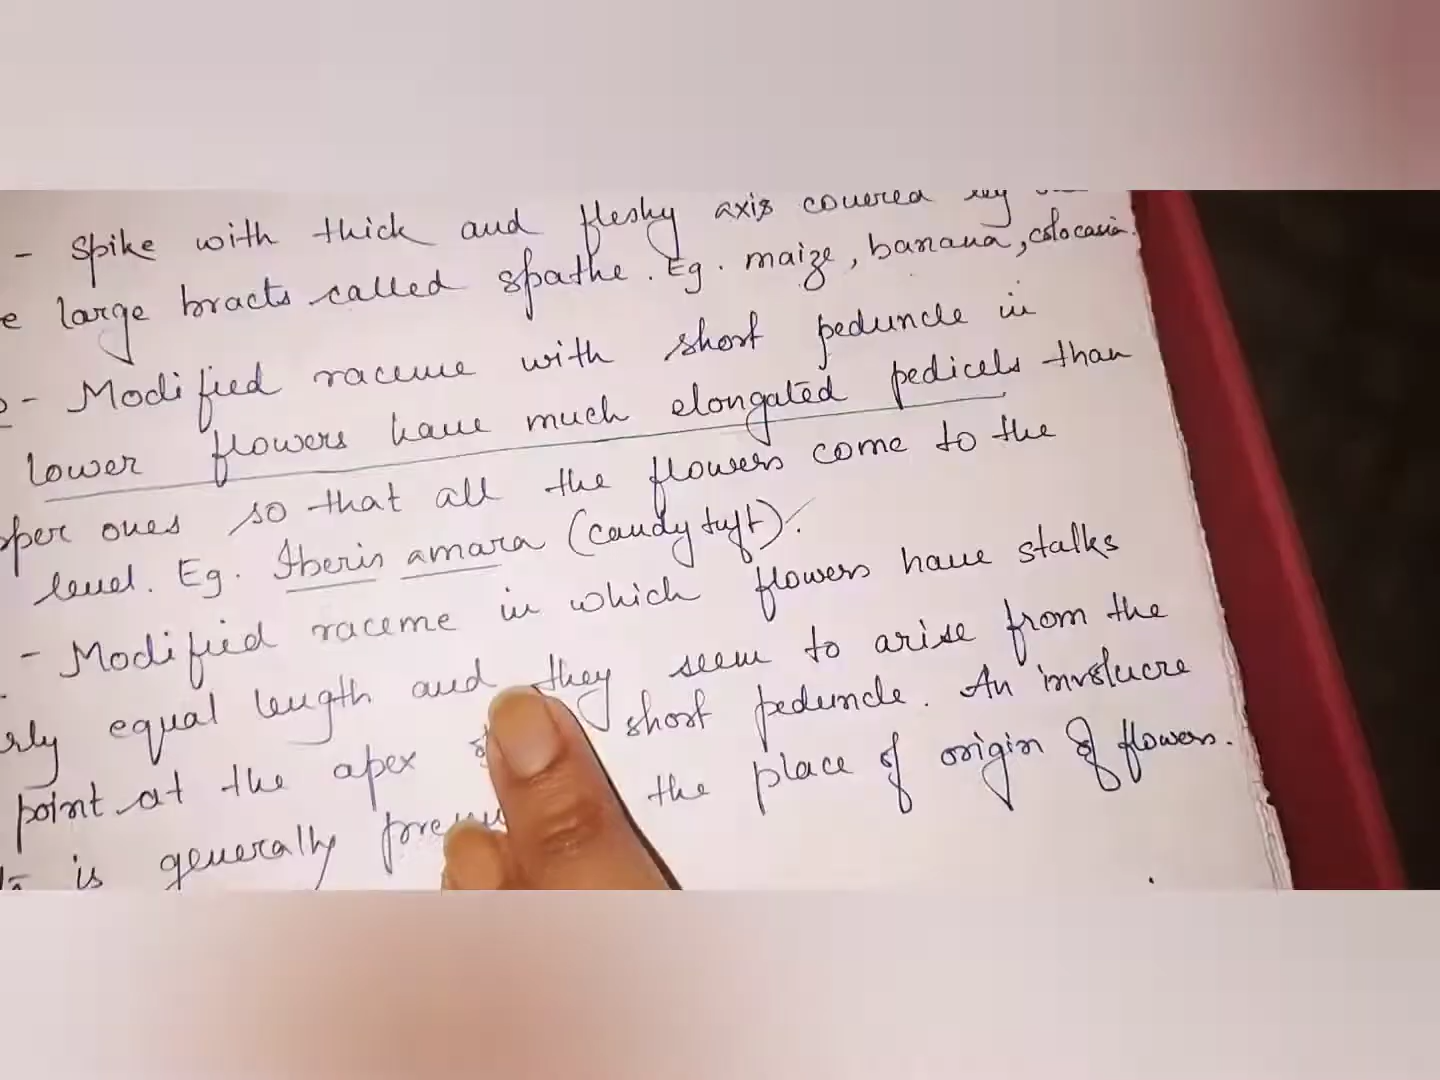 - Spike with thick and fleshy axis covered by
large bracts called spathe. Eg. maize, banana, colocasia.
- Modified raceme with short peduncle in
lower flowers have much elongated pedicels than
ones so that all the flowers come to the
level. Eg. Iberis amara (candytuft).
- Modified raceme in which flowers have stalks
equal length and they seem to arise from the
point at the apex short peduncle. An involucre
is generally the place of origin of flowers.